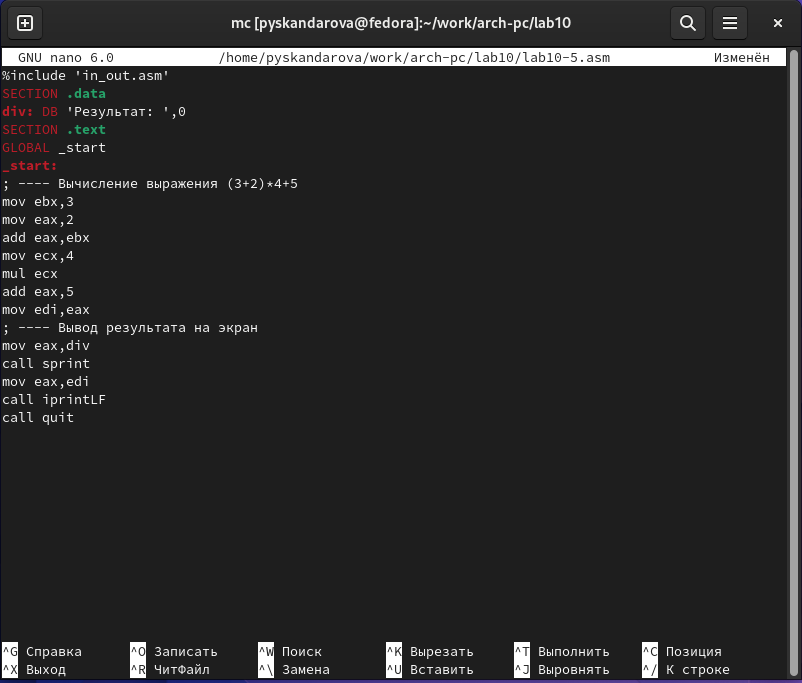 mc [pyskandarova@fedora]:~/work/arch-pc/lab10
GNU nano 6.0 /home/pyskandarova/work/arch-pc/lab10/lab10-5.asm Изменён
%include 'in_out.asm'
SECTION .data
div: DB 'Результат: ',0
SECTION .text
GLOBAL _start
_start:
; ---- Вычисление выражения (3+2)*4+5
mov ebx,3
mov eax,2
add eax,ebx
mov ecx,4
mul ecx
add eax,5
mov edi,eax
; ---- Вывод результата на экран
mov eax,div
call sprint
mov eax,edi
call iprintLF
call quit
^G Справка ^O Записать ^W Поиск ^K Вырезать ^T Выполнить ^C Позиция
^X Выход ^R ЧитФайл ^\ Замена ^U Вставить ^J Выровнять ^/ К строке